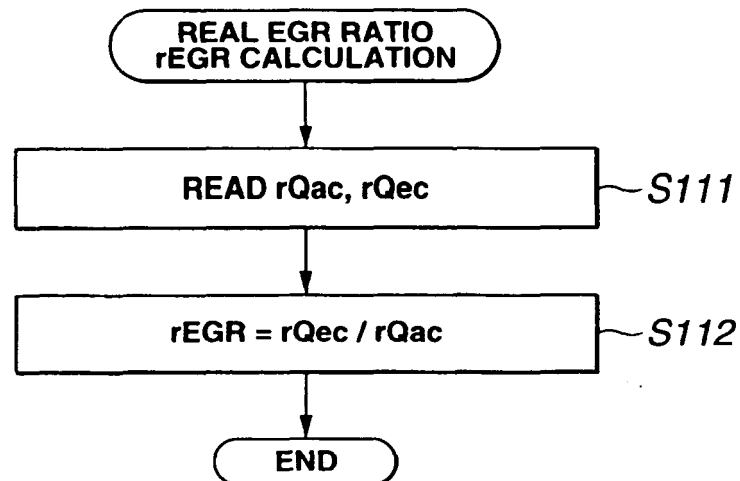 REAL EGR RATIO
rEGR CALCULATION
READ rQac, rQec
S111
rEGR = rQec / rQac
S112
END